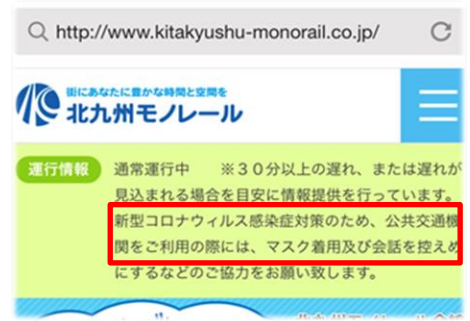 http://www.kitakyushu-monorail.co.jp/
街にあなたに豊かな時間と空間を
北九州モノレール
運行情報 通常運行中 ※３０分以上の遅れ、または遅れが
見込まれる場合を目安に情報提供を行っています。
新型コロナウィルス感染症対策のため、公共交通機
関をご利用の際には、マスク着用及び会話を控えめ
にするなどのご協力をお願い致します。